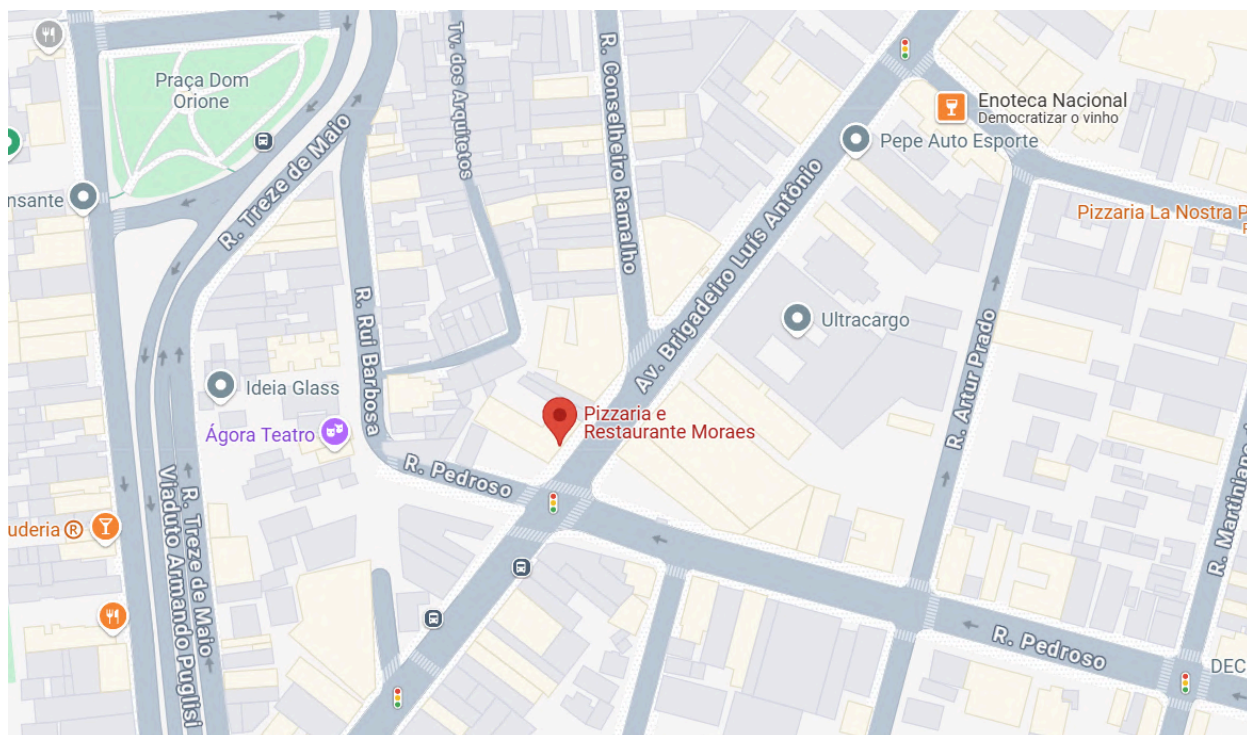 Praça Dom
Orione
R. Treze de Maio
Tv. dos Arquitetos
R. Conselheiro Ramalho
Av. Brigadeiro Luís Antônio
Enoteca Nacional
Democratizar o vinho
Pepe Auto Esporte
Pizzaria La Nostra P
nsante
R. Rui Barbosa
Ultracargo
R. Artur Prado
Ideia Glass
Ágora Teatro
Pizzaria e
Restaurante Moraes
R. Pedroso
uderia ®
R. Treze de Maio
Viaduto Armando Puglisi
R. Martiniano
R. Pedroso
DEC